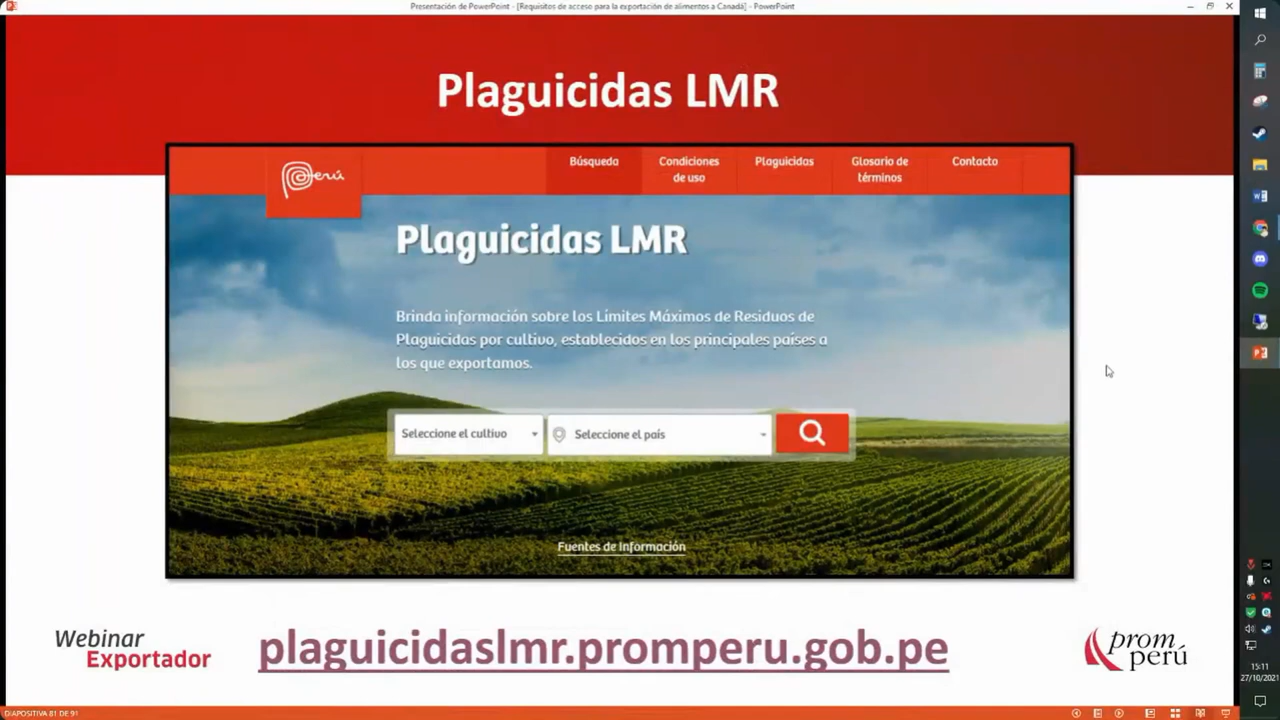 Presentación de PowerPoint - [Requisitos de acceso para la exportación de alimentos a Canadá] - PowerPoint
Plaguicidas LMR
Perú
Búsqueda
Condiciones
de uso
Plaguicidas
Glosario de
términos
Contacto
Plaguicidas LMR
Brinda información sobre los Límites Máximos de Residuos de
Plaguicidas por cultivo, establecidos en los principales países a
los que exportamos.
Seleccione el cultivo
Seleccione el país
Fuentes de Información
Webinar
Exportador
plaguicidaslmr.promperu.gob.pe
prom
perú
15:11
27/10/2021
DIAPOSITIVA 81 DE 91